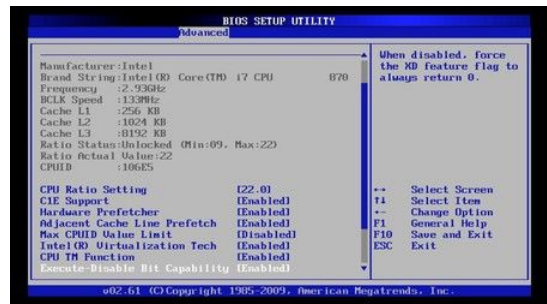 BIOS SETUP UTILITY
Advanced
Manufacturer:Intel
Brand String:Intel(R) Core(TM) i7 CPU 870
Frequency :2.93GHz
BCLK Speed :133MHz
Cache L1 :256 KB
Cache L2 :1024 KB
Cache L3 :8192 KB
Ratio Status:Unlocked (Min:09, Max:22)
Ratio Actual Value:22
CPUID :106E5
CPU Ratio Setting [22.0]
C1E Support [Enabled]
Hardware Prefetcher [Enabled]
Adjacent Cache Line Prefetch [Enabled]
Max CPUID Value Limit [Disabled]
Intel(R) Virtualization Tech [Enabled]
CPU TM Function [Enabled]
Execute-Disable Bit Capability [Enabled]
When disabled, force
the XD feature flag to
always return 0.
↔ Select Screen
↑↓ Select Item
+- Change Option
F1 General Help
F10 Save and Exit
ESC Exit
v02.61 (C)Copyright 1985-2009, American Megatrends, Inc.